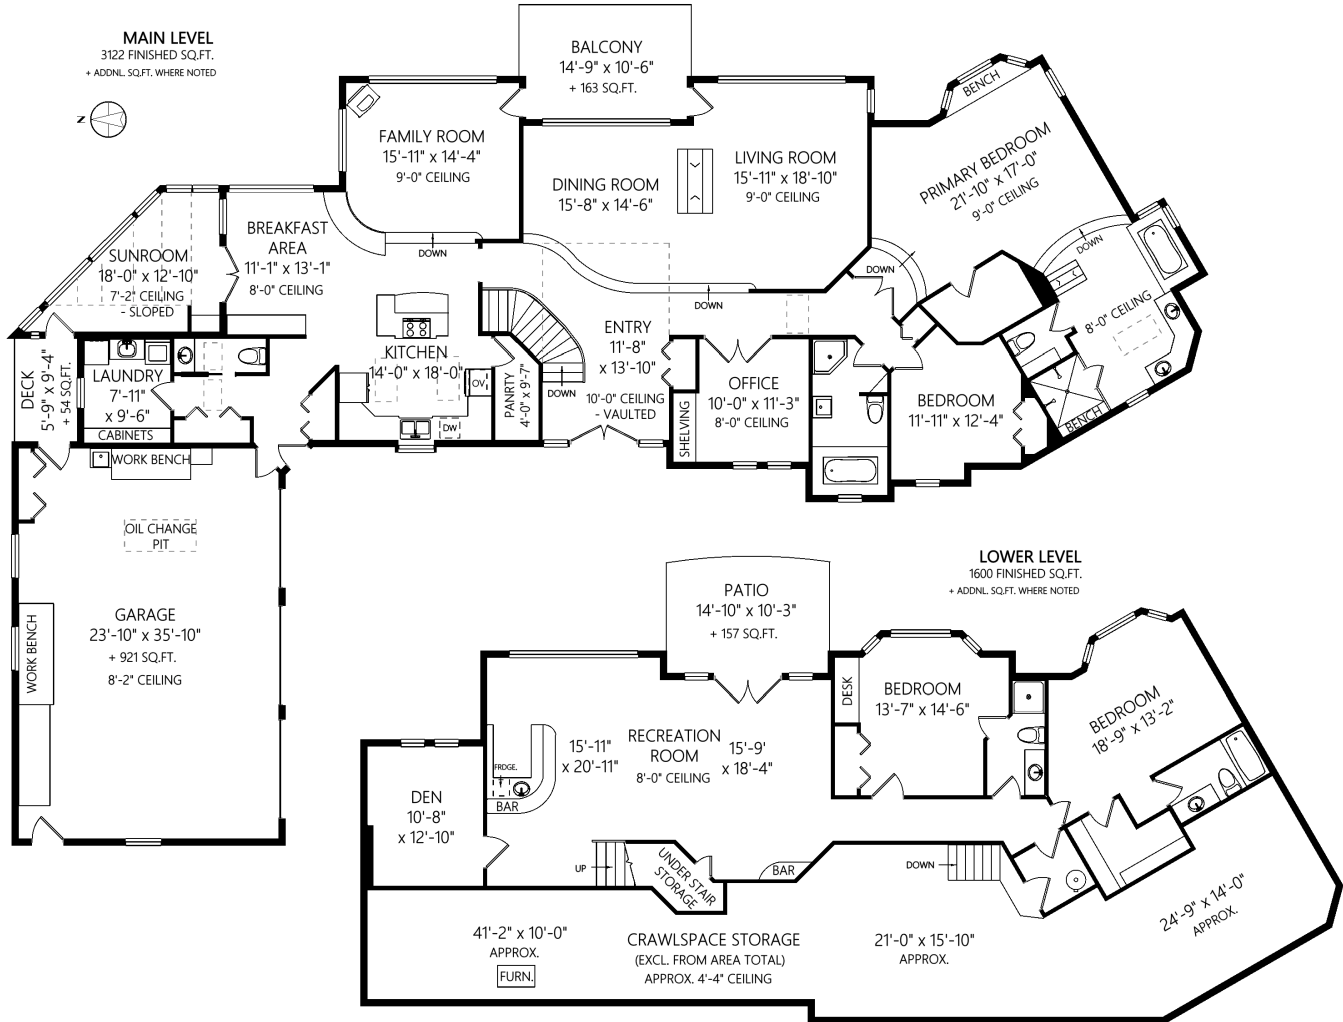 MAIN LEVEL
3122 FINISHED SQ.FT.
+ ADDNL. SQ.FT. WHERE NOTED
N
BALCONY
14'-9" x 10'-6"
+ 163 SQ.FT.
FAMILY ROOM
15'-11" x 14'-4"
9'-0" CEILING
DINING ROOM
15'-8" x 14'-6"
LIVING ROOM
15'-11" x 18'-10"
9'-0" CEILING
BENCH
PRIMARY BEDROOM
21'-10" x 17'-0"
9'-0" CEILING
SUNROOM
18'-0" x 12'-10"
7'-2" CEILING
- SLOPED
BREAKFAST
AREA
11'-1" x 13'-1"
8'-0" CEILING
DOWN
DOWN
DOWN
DOWN
8'-0" CEILING
BENCH
DECK
5'-9" x 9'-4"
+ 54 SQ.FT.
LAUNDRY
7'-11"
x 9'-6"
CABINETS
KITCHEN
14'-0" x 18'-0"
OV
DW
PANRTY
4'-0" x 9'-7"
DOWN
ENTRY
11'-8"
x 13'-10"
10'-0" CEILING
- VAULTED
SHELVING
OFFICE
10'-0" x 11'-3"
8'-0" CEILING
BEDROOM
11'-11" x 12'-4"
WORK BENCH
OIL CHANGE
PIT
WORK BENCH
GARAGE
23'-10" x 35'-10"
+ 921 SQ.FT.
8'-2" CEILING
LOWER LEVEL
1600 FINISHED SQ.FT.
+ ADDNL. SQ.FT. WHERE NOTED
PATIO
14'-10" x 10'-3"
+ 157 SQ.FT.
DESK
BEDROOM
13'-7" x 14'-6"
BEDROOM
18'-9" x 13'-2"
RECREATION
ROOM
8'-0" CEILING
15'-11"
x 20'-11"
15'-9'
x 18'-4"
FRDGE.
BAR
DEN
10'-8"
x 12'-10"
UP
UNDER STAIR
STORAGE
BAR
DOWN
41'-2" x 10'-0"
APPROX.
FURN.
CRAWLSPACE STORAGE
(EXCL. FROM AREA TOTAL)
APPROX. 4'-4" CEILING
21'-0" x 15'-10"
APPROX.
24'-9" x 14'-0"
APPROX.